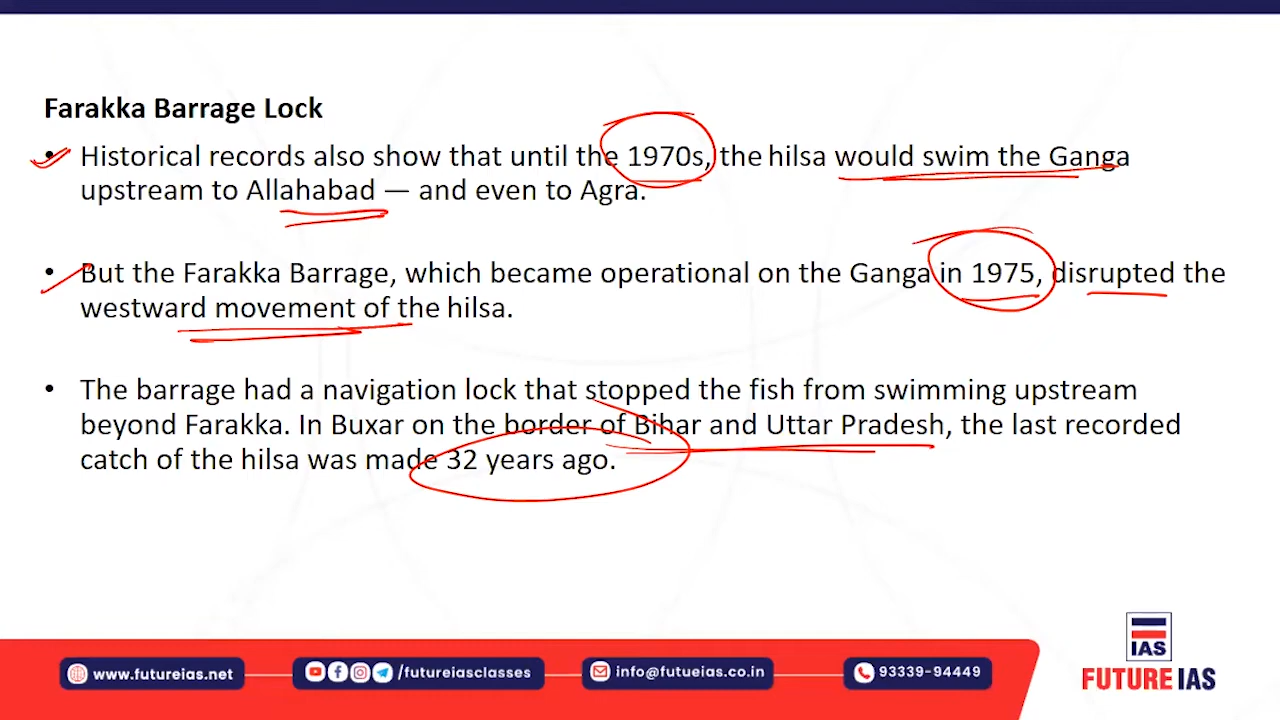 Farakka Barrage Lock
• Historical records also show that until the 1970s, the hilsa would swim the Ganga
upstream to Allahabad — and even to Agra.
• But the Farakka Barrage, which became operational on the Ganga in 1975, disrupted the
westward movement of the hilsa.
• The barrage had a navigation lock that stopped the fish from swimming upstream
beyond Farakka. In Buxar on the border of Bihar and Uttar Pradesh, the last recorded
catch of the hilsa was made 32 years ago.
IAS
FUTURE IAS
www.futureias.net
/futureiasclasses
info@futueias.co.in
93339-94449